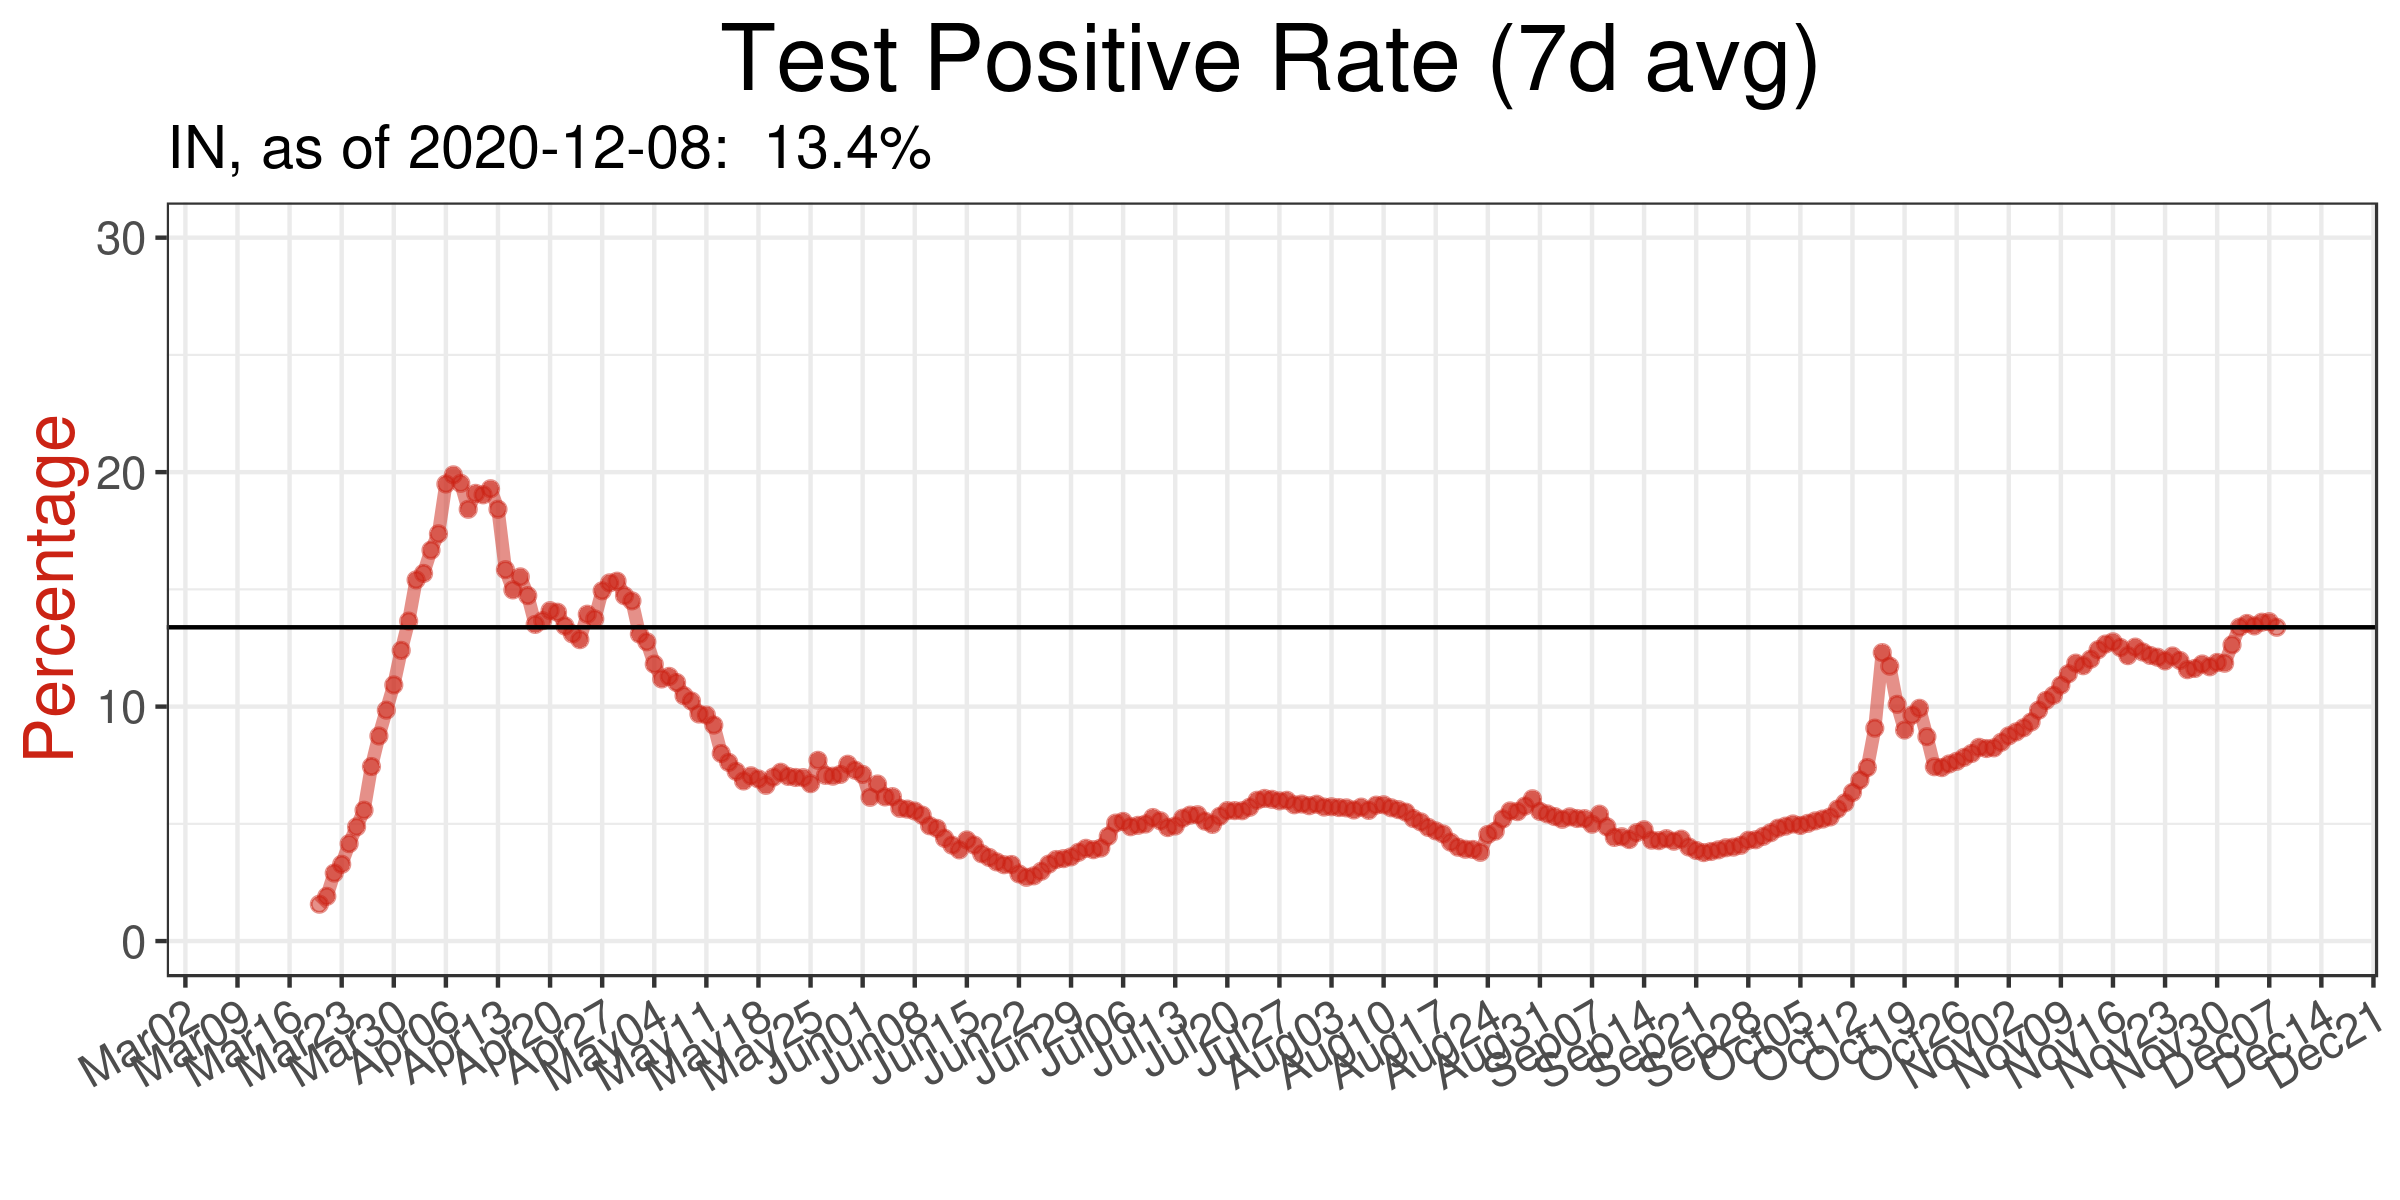 Test Positive Rate (7d avg)
IN, as of 2020-12-08:  13.4%
Percentage
30
20
10
0
Mar02
Mar09
Mar16
Mar23
Mar30
Apr06
Apr13
Apr20
Apr27
May04
May11
May18
May25
Jun01
Jun08
Jun15
Jun22
Jun29
Jul06
Jul13
Jul20
Jul27
Aug03
Aug10
Aug17
Aug24
Aug31
Sep07
Sep14
Sep21
Sep28
Oct05
Oct12
Oct19
Oct26
Nov02
Nov09
Nov16
Nov23
Nov30
Dec07
Dec14
Dec21